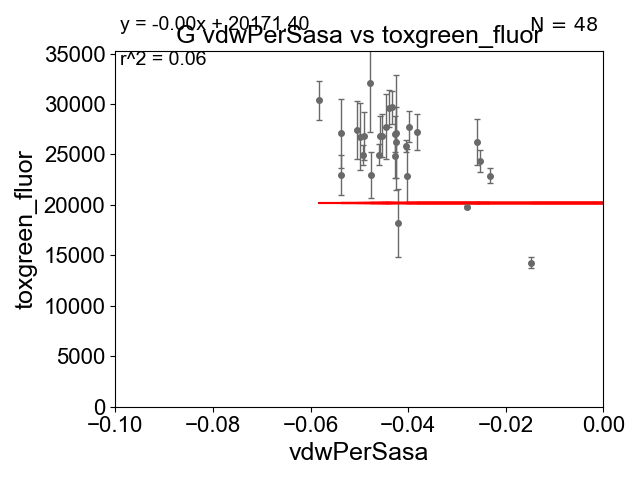 y = -0.00x + 20171.40
N = 48
G vdwPerSasa vs toxgreen_fluor
r^2 = 0.06
35000
30000
25000
20000
15000
10000
5000
0
toxgreen_fluor
−0.10 −0.08 −0.06 −0.04 −0.02 0.00
vdwPerSasa